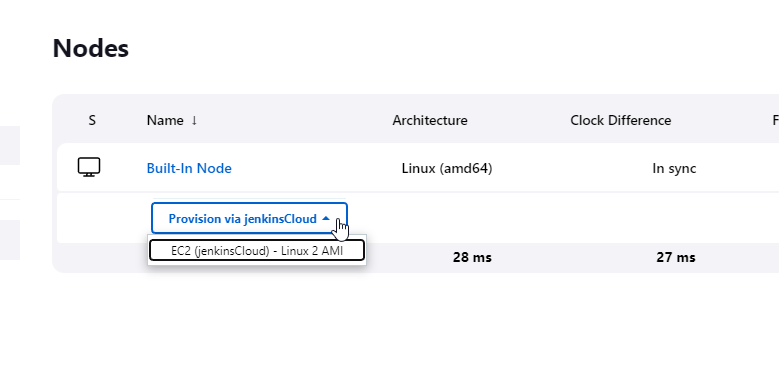 Nodes
S Name ↓ Architecture Clock Difference F
Built-In Node Linux (amd64) In sync
Provision via jenkinsCloud
EC2 (jenkinsCloud) - Linux 2 AMI
28 ms 27 ms